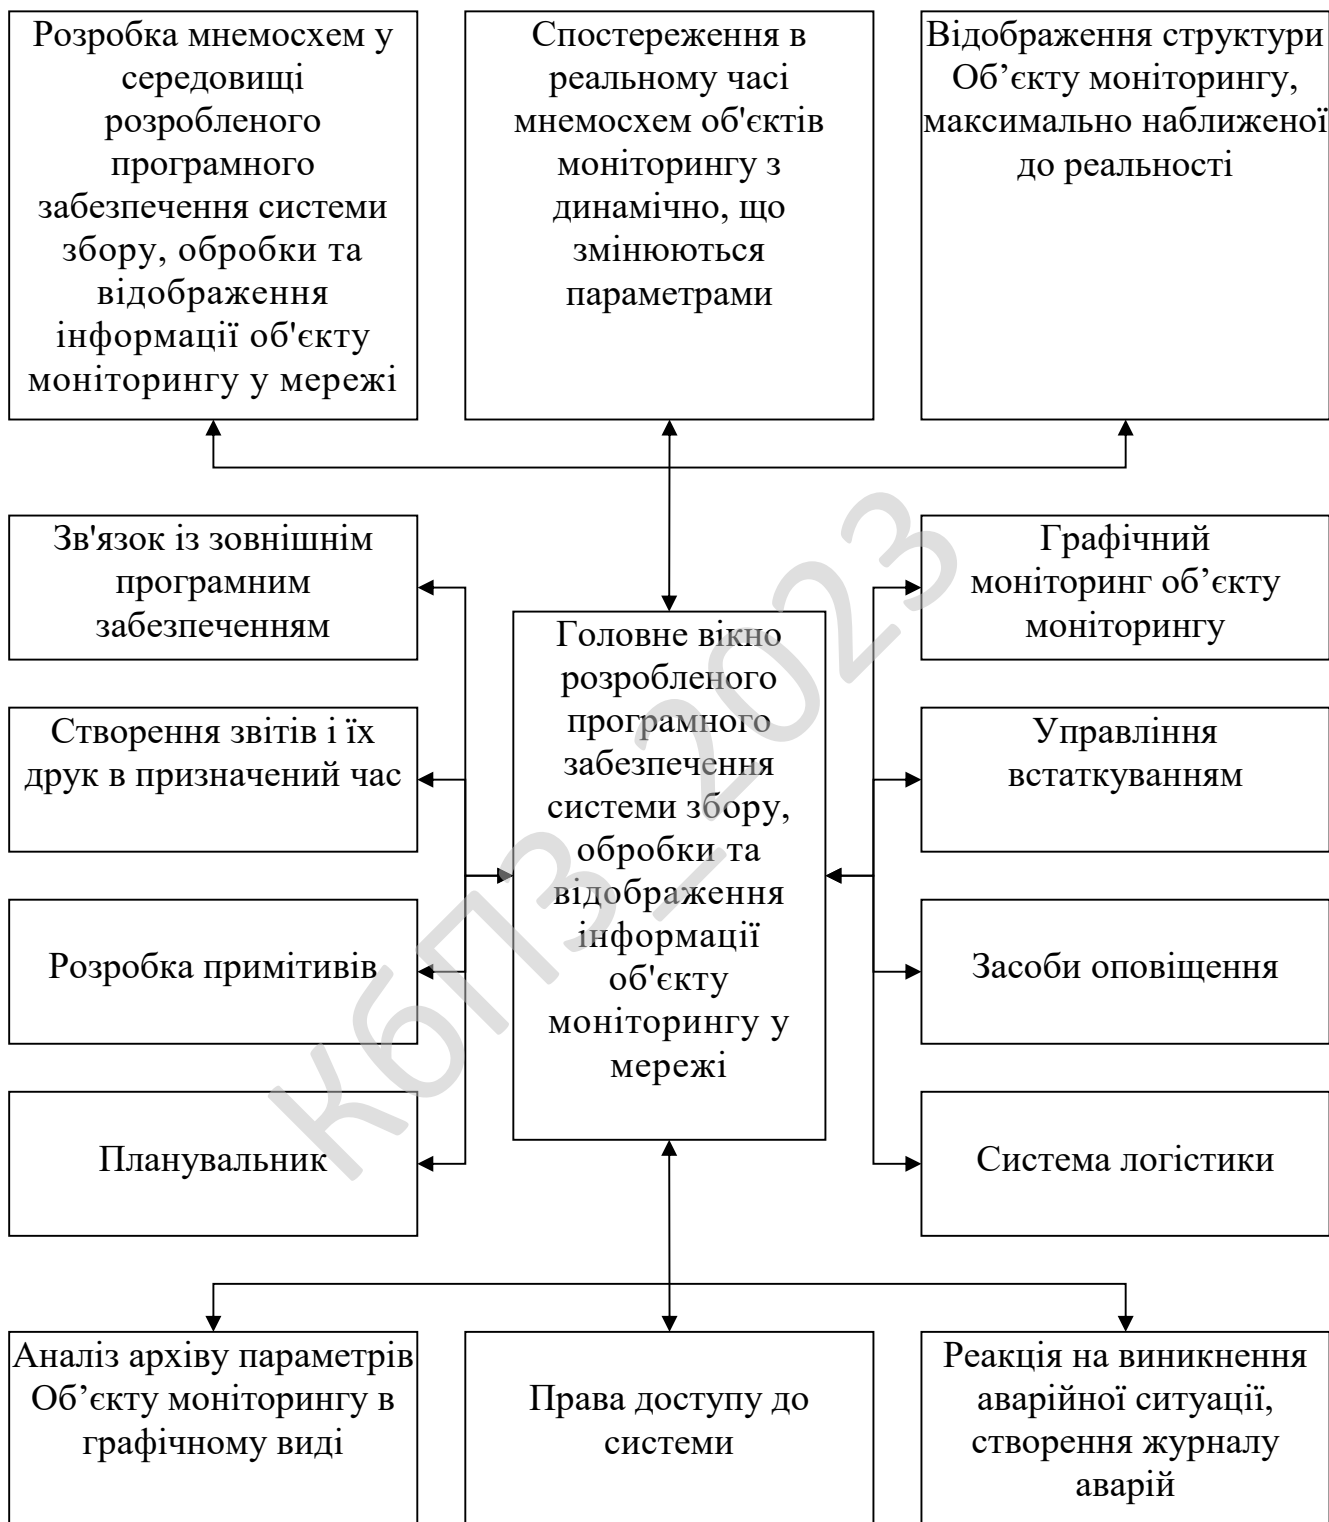 Розробка мнемосхем у
середовищі
розробленого
програмного
забезпечення системи
збору, обробки та
відображення
інформації об'єкту
моніторингу у мережі
Спостереження в
реальному часі
мнемосхем об'єктів
моніторингу з
динамічно, що
змінюються
параметрами
Відображення структури
Об’єкту моніторингу,
максимально наближеної
до реальності
Зв'язок із зовнішнім
програмним
забезпеченням
Створення звітів і їх
друк в призначений час
Розробка примітивів
Планувальник
Головне вікно
розробленого
програмного
забезпечення
системи збору,
обробки та
відображення
інформації
об'єкту
моніторингу у
мережі
Графічний
моніторинг об’єкту
моніторингу
Управління
встаткуванням
Засоби оповіщення
Система логістики
Аналіз архіву параметрів
Об’єкту моніторингу в
графічному виді
Права доступу до
системи
Реакція на виникнення
аварійної ситуації,
створення журналу
аварій
КбПЗ_2023